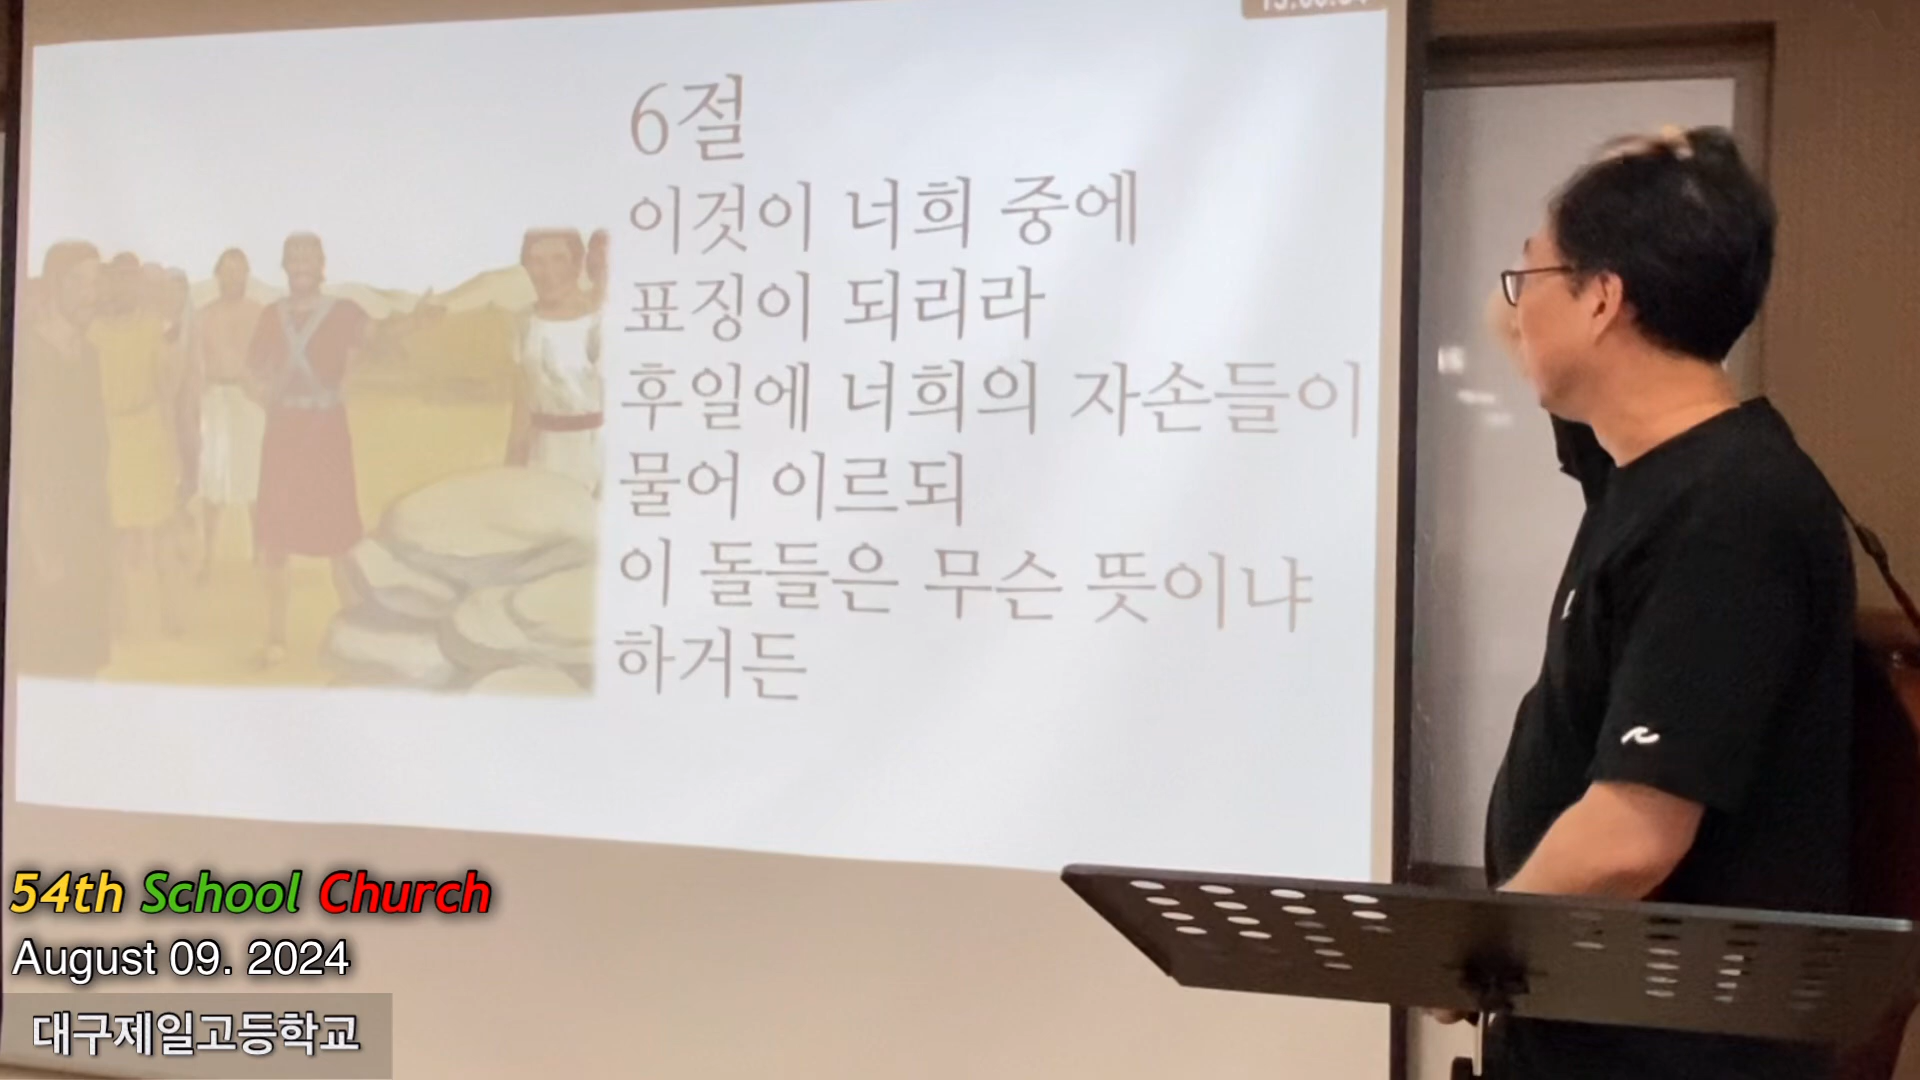 6절
이것이 너희 중에
표징이 되리라
후일에 너희의 자손들이
물어 이르되
이 돌들은 무슨 뜻이냐
하거든
54th School Church
August 09. 2024
대구제일고등학교